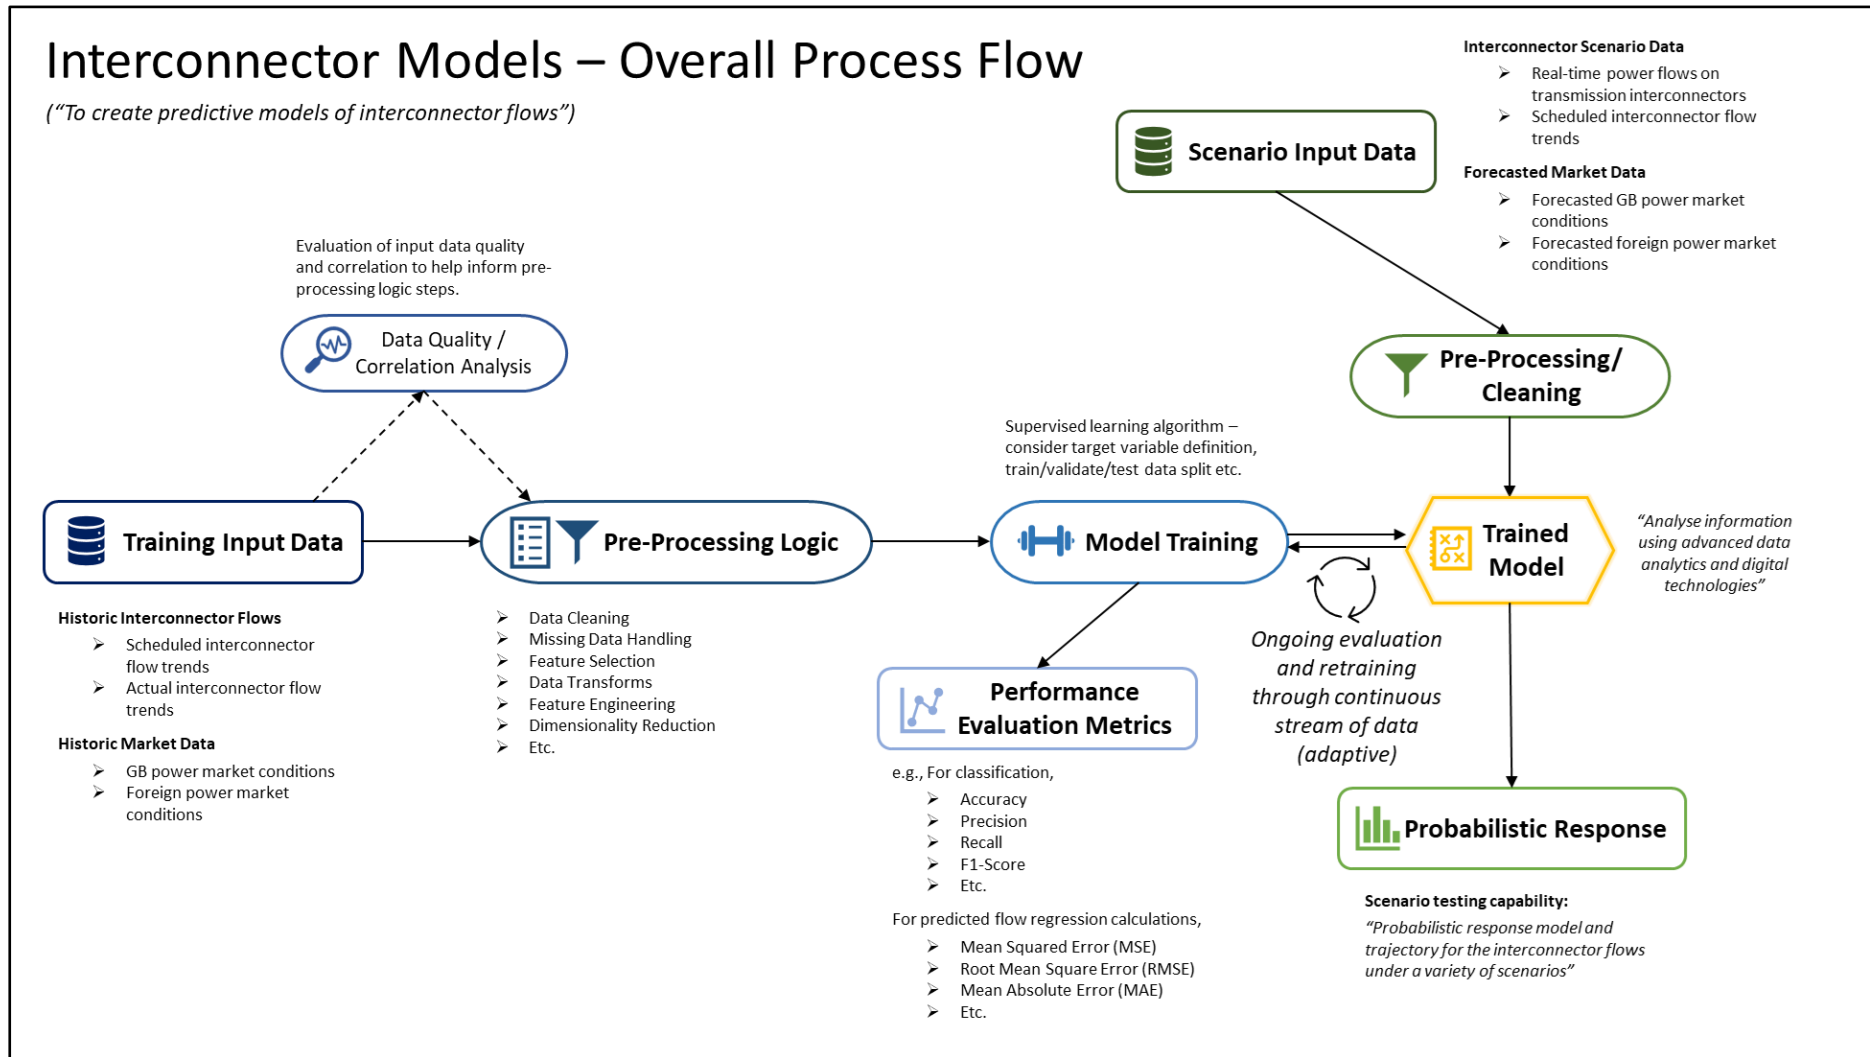 Interconnector Models – Overall Process Flow
(“To create predictive models of interconnector flows”)
Interconnector Scenario Data
Real-time power flows on
transmission interconnectors
Scheduled interconnector flow
trends
Forecasted Market Data
Forecasted GB power market
conditions
Forecasted foreign power market
conditions
Scenario Input Data
Evaluation of input data quality
and correlation to help inform pre-
processing logic steps.
Data Quality /
Correlation Analysis
Pre-Processing/
Cleaning
Supervised learning algorithm –
consider target variable definition,
train/validate/test data split etc.
Training Input Data
Pre-Processing Logic
Model Training
Trained
Model
“Analyse information
using advanced data
analytics and digital
technologies”
Historic Interconnector Flows
Scheduled interconnector
flow trends
Actual interconnector flow
trends
Historic Market Data
GB power market conditions
Foreign power market
conditions
Data Cleaning
Missing Data Handling
Feature Selection
Data Transforms
Feature Engineering
Dimensionality Reduction
Etc.
Ongoing evaluation
and retraining
through continuous
stream of data
(adaptive)
Performance
Evaluation Metrics
e.g., For classification,
Accuracy
Precision
Recall
F1-Score
Etc.
For predicted flow regression calculations,
Mean Squared Error (MSE)
Root Mean Square Error (RMSE)
Mean Absolute Error (MAE)
Etc.
Probabilistic Response
Scenario testing capability:
“Probabilistic response model and
trajectory for the interconnector flows
under a variety of scenarios”